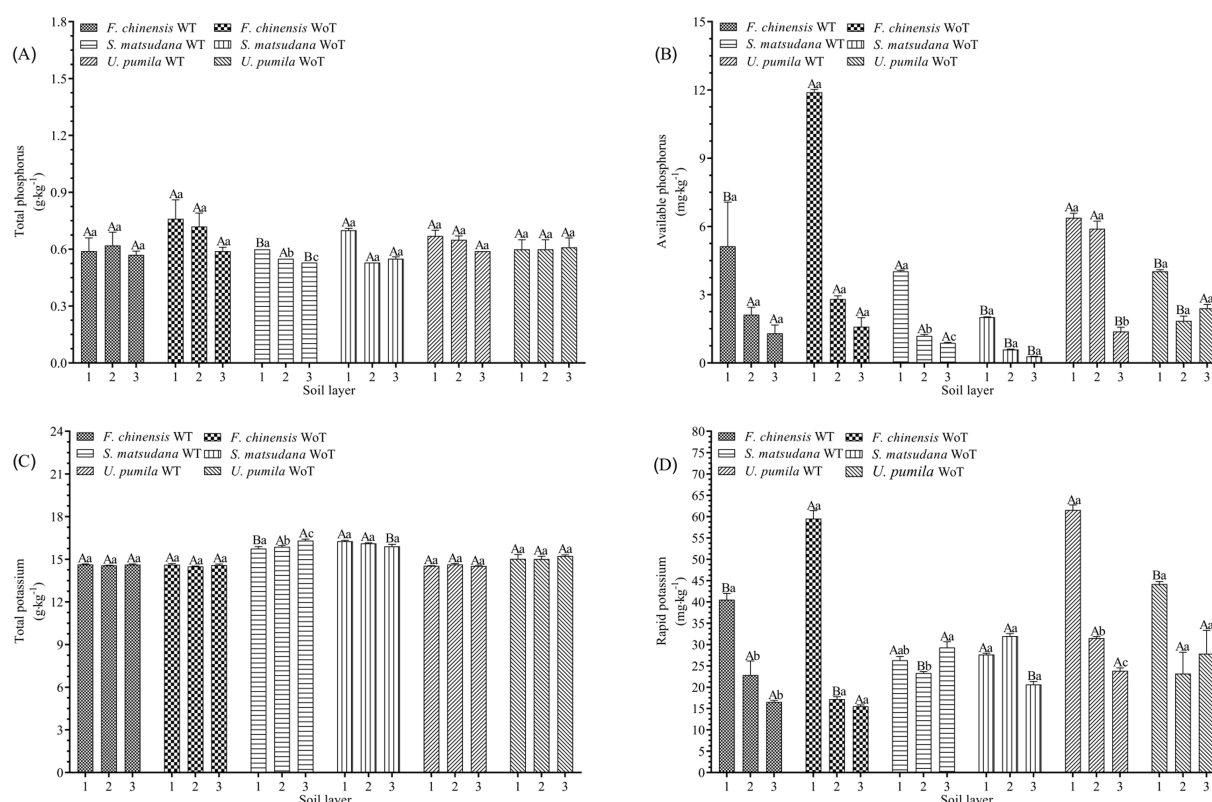 (A)
F. chinensis WT F. chinensis WoT
S. matsudana WT S. matsudana WoT
U. pumila WT U. pumila WoT
Total phosphorus
(g·kg-1)
1.8
1.5
1.2
0.9
0.6
0.3
0.0
Aa Aa Aa Aa Aa Aa Ba Ab Bc Aa Aa Aa Aa Aa Aa Aa Aa Aa
1 2 3 1 2 3 1 2 3 1 2 3 1 2 3 1 2 3
Soil layer
(B)
F. chinensis WT F. chinensis WoT
S. matsudana WT S. matsudana WoT
U. pumila WT U. pumila WoT
Available phosphorus
(mg·kg-1)
15
12
9
6
3
0
Ba Aa Aa Aa Aa Aa Aa Ab Ac Ba Ba Ba Aa Aa Bb Ba Ba Aa
1 2 3 1 2 3 1 2 3 1 2 3 1 2 3 1 2 3
Soil layer
(C)
F. chinensis WT F. chinensis WoT
S. matsudana WT S. matsudana WoT
U. pumila WT U. pumila WoT
Total potassium
(g·kg-1)
24
21
18
15
12
9
6
3
0
Aa Aa Aa Aa Aa Aa Ba Ab Ac Aa Aa Ba Aa Aa Aa Aa Aa Aa
1 2 3 1 2 3 1 2 3 1 2 3 1 2 3 1 2 3
Soil layer
(D)
F. chinensis WT F. chinensis WoT
S. matsudana WT S. matsudana WoT
U. pumila WT U. pumila WoT
Rapid potassium
(mg·kg-1)
80
75
70
65
60
55
50
45
40
35
30
25
20
15
10
5
0
Ba Ab Ab Aa Ba Aa Aab Bb Aa Aa Aa Ba Aa Ab Ac Ba Aa Aa
1 2 3 1 2 3 1 2 3 1 2 3 1 2 3 1 2 3
Soil layer